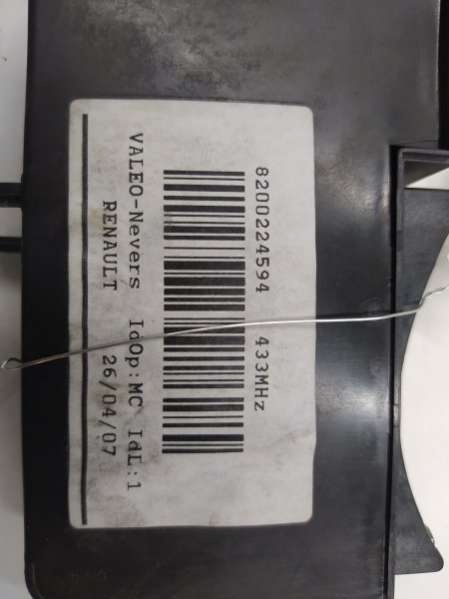 8200224594 433MHz
VALEO-Nevers IdOp:MC IdL:1
RENAULT 26/04/07